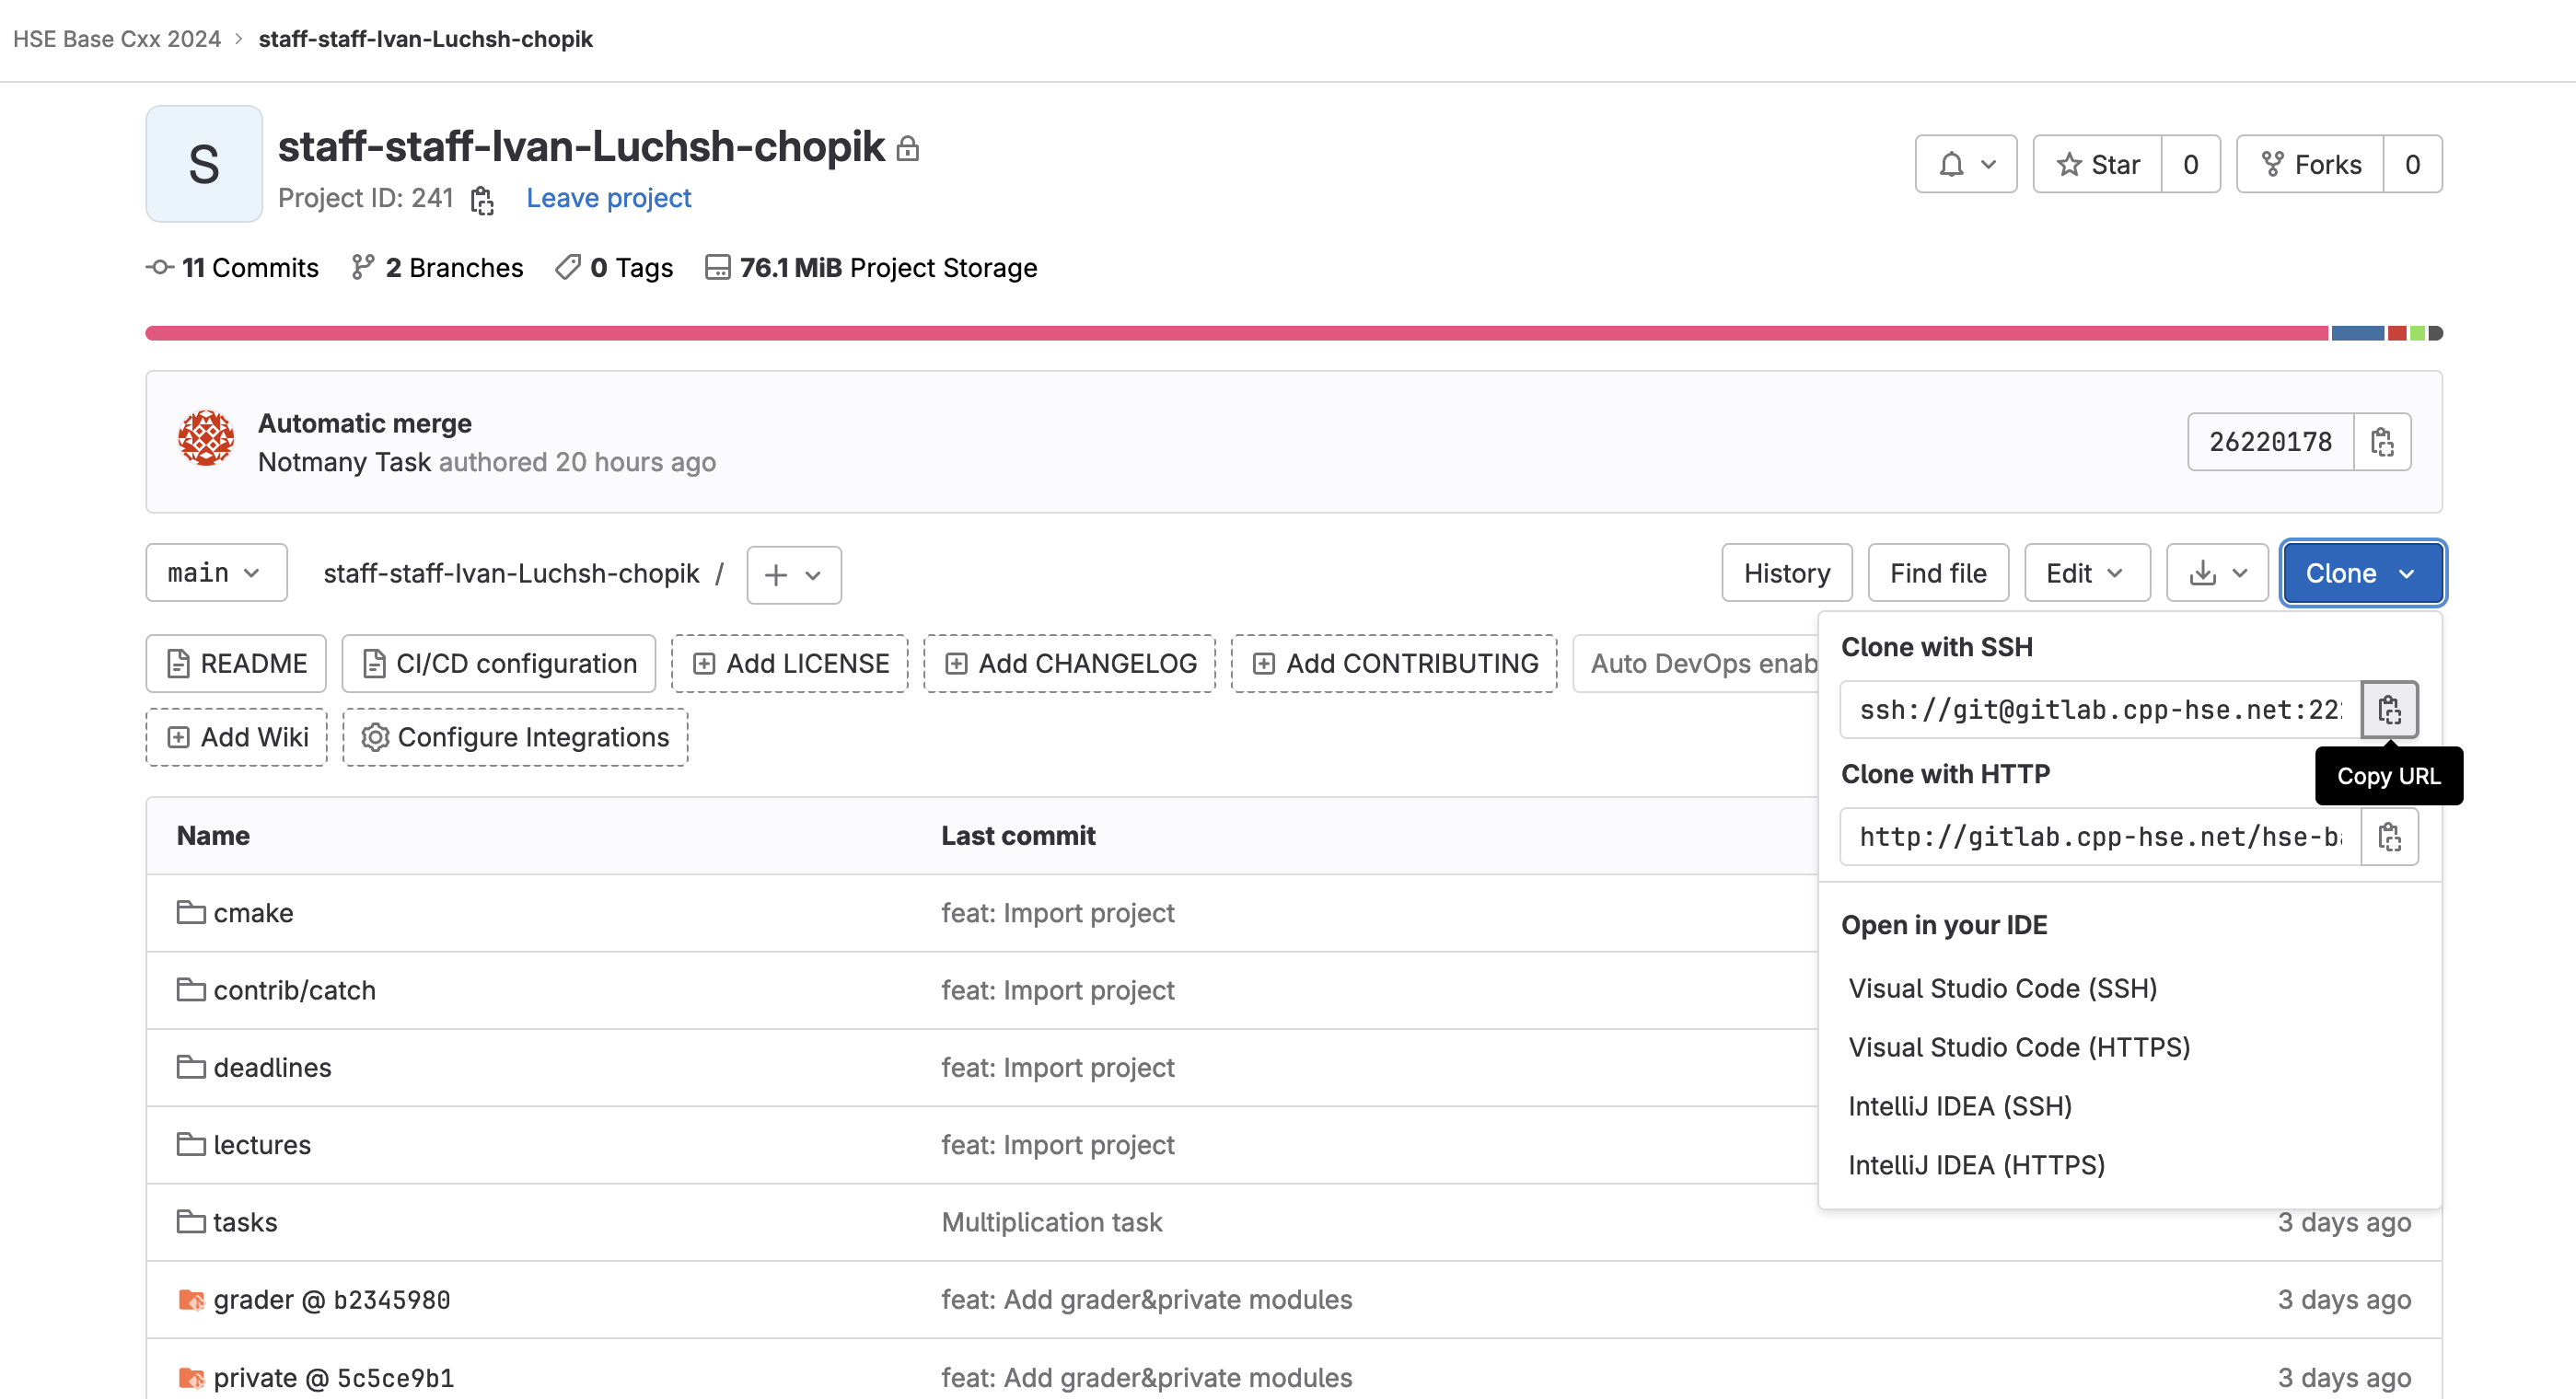 HSE Base Cxx 2024 › staff-staff-Ivan-Luchsh-chopik
S
staff-staff-Ivan-Luchsh-chopik
Project ID: 241 Leave project
Star 0 Forks 0
11 Commits 2 Branches 0 Tags 76.1 MiB Project Storage
Automatic merge
Notmany Task authored 20 hours ago
26220178
main staff-staff-Ivan-Luchsh-chopik / + History Find file Edit Clone
README CI/CD configuration Add LICENSE Add CHANGELOG Add CONTRIBUTING Auto DevOps enab
Add Wiki Configure Integrations
Clone with SSH
ssh://git@gitlab.cpp-hse.net:22
Copy URL
Clone with HTTP
http://gitlab.cpp-hse.net/hse-b
Open in your IDE
Visual Studio Code (SSH)
Visual Studio Code (HTTPS)
IntelliJ IDEA (SSH)
IntelliJ IDEA (HTTPS)
Name Last commit
cmake feat: Import project
contrib/catch feat: Import project
deadlines feat: Import project
lectures feat: Import project
tasks Multiplication task 3 days ago
grader @ b2345980 feat: Add grader&private modules 3 days ago
private @ 5c5ce9b1 feat: Add grader&private modules 3 days ago